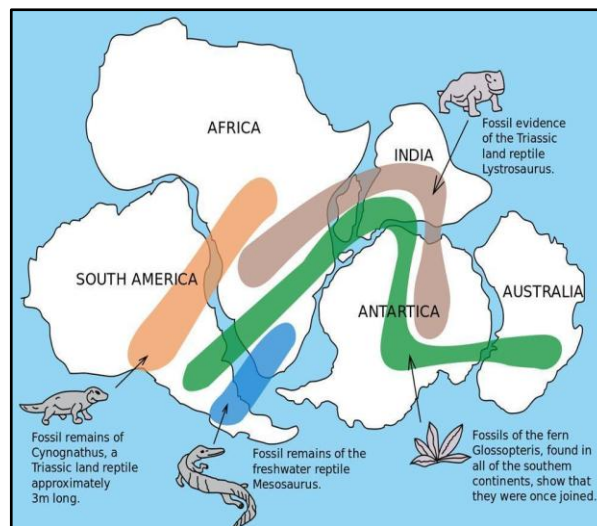 AFRICA
INDIA
SOUTH AMERICA
ANTARTICA
AUSTRALIA
Fossil evidence
of the Triassic
land reptile
Lystrosaurus.
Fossil remains of
Cynognathus, a
Triassic land reptile
approximately
3m long.
Fossil remains of the
freshwater reptile
Mesosaurus.
Fossils of the fern
Glossopteris, found in
all of the southem
continents, show that
they were once joined.